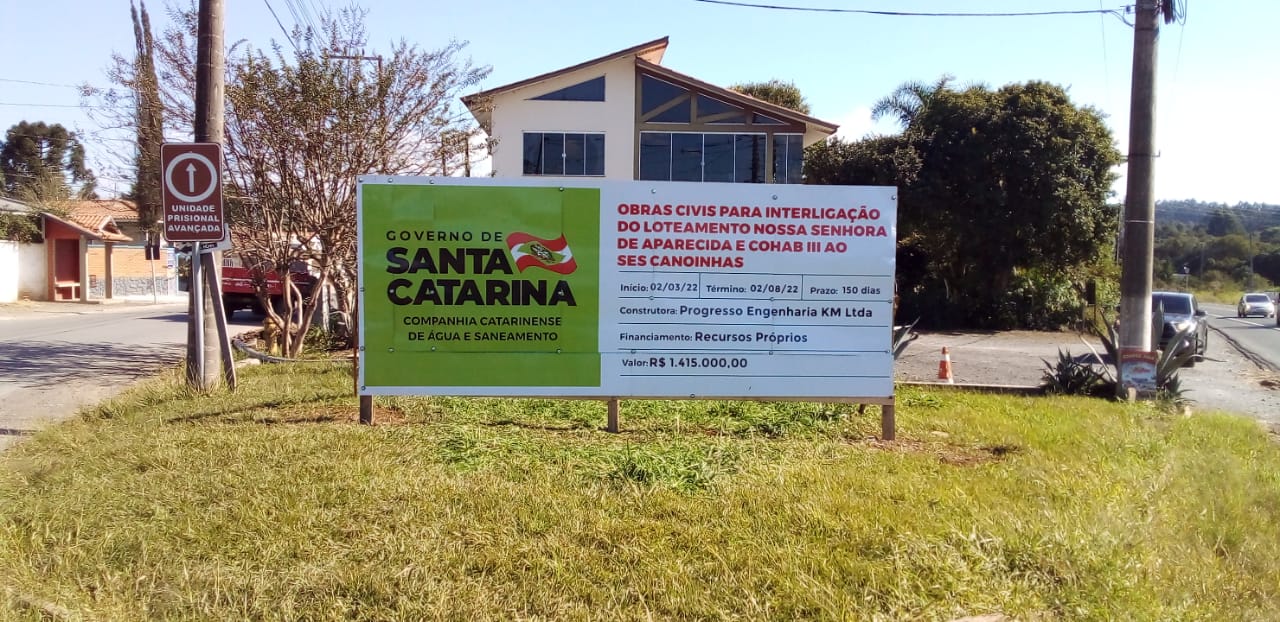 UNIDADE
PRISIONAL
AVANÇADA
GOVERNO DE
SANTA
CATARINA
COMPANHIA CATARINENSE
DE ÁGUA E SANEAMENTO
OBRAS CIVIS PARA INTERLIGAÇÃO
DO LOTEAMENTO NOSSA SENHORA
DE APARECIDA E COHAB III AO
SES CANOINHAS
Início: 02/03/22 Término: 02/08/22 Prazo: 150 dias
Construtora: Progresso Engenharia KM Ltda
Financiamento: Recursos Próprios
Valor: R$ 1.415.000,00